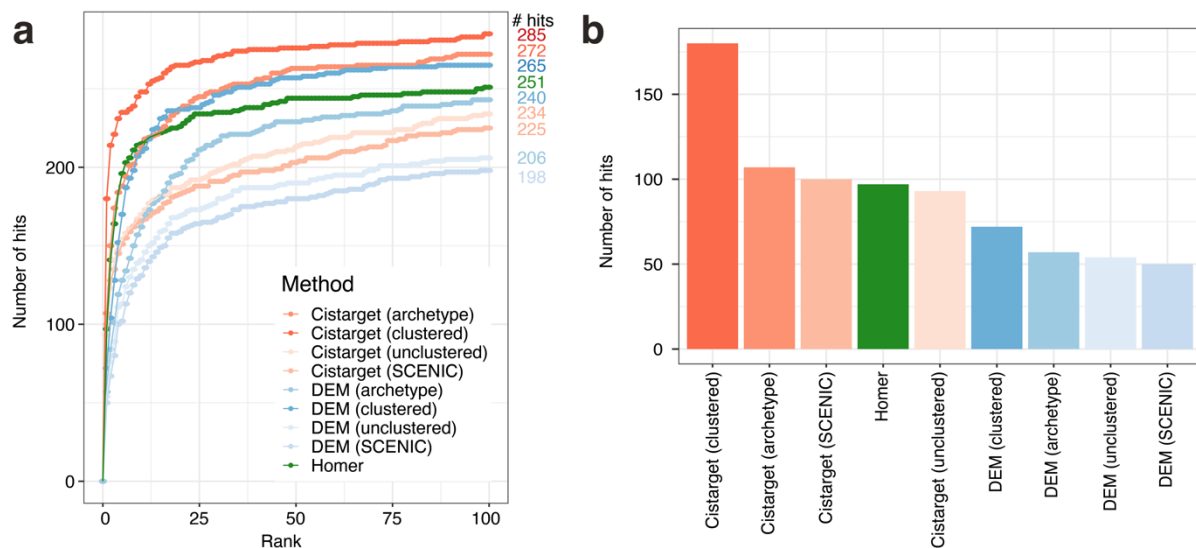 a
# hits
285
272
265
251
240
234
225
206
198
200
100
0
Number of hits
Method
Cistarget (archetype)
Cistarget (clustered)
Cistarget (unclustered)
Cistarget (SCENIC)
DEM (archetype)
DEM (clustered)
DEM (unclustered)
DEM (SCENIC)
Homer
0 25 50 75 100
Rank
b
150
100
50
0
Number of hits
Cistarget (clustered)
Cistarget (archetype)
Cistarget (SCENIC)
Homer
Cistarget (unclustered)
DEM (clustered)
DEM (archetype)
DEM (unclustered)
DEM (SCENIC)